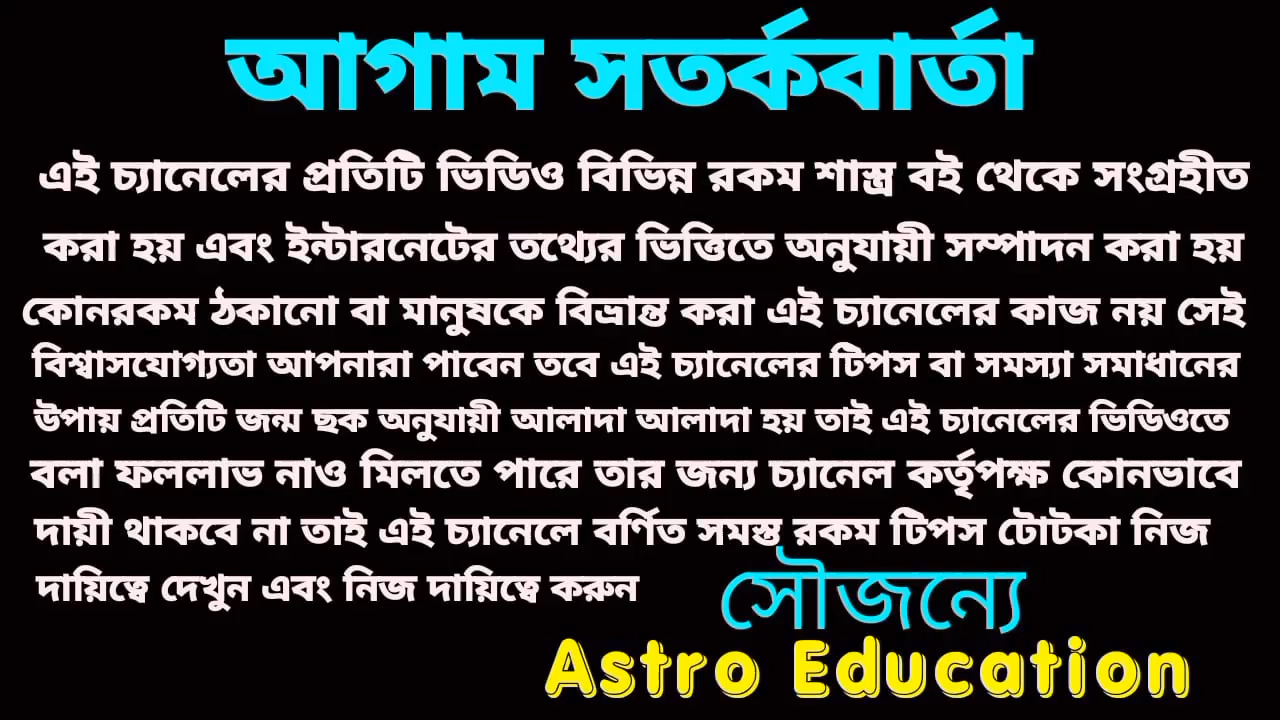 আগাম সতর্কবার্তা
এই চ্যানেলের প্রতিটি ভিডিও বিভিন্ন রকম শাস্ত্র বই থেকে সংগ্রহীত
করা হয় এবং ইন্টারনেটের তথ্যের ভিত্তিতে অনুযায়ী সম্পাদন করা হয়
কোনরকম ঠকানো বা মানুষকে বিভ্রান্ত করা এই চ্যানেলের কাজ নয় সেই
বিশ্বাসযোগ্যতা আপনারা পাবেন তবে এই চ্যানেলের টিপস বা সমস্যা সমাধানের
উপায় প্রতিটি জন্ম ছক অনুযায়ী আলাদা আলাদা হয় তাই এই চ্যানেলের ভিডিওতে
বলা ফললাভ নাও মিলতে পারে তার জন্য চ্যানেল কর্তৃপক্ষ কোনভাবে
দায়ী থাকবে না তাই এই চ্যানেলে বর্ণিত সমস্ত রকম টিপস টোটকা নিজ
দায়িত্বে দেখুন এবং নিজ দায়িত্বে করুন
সৌজন্যে
Astro Education